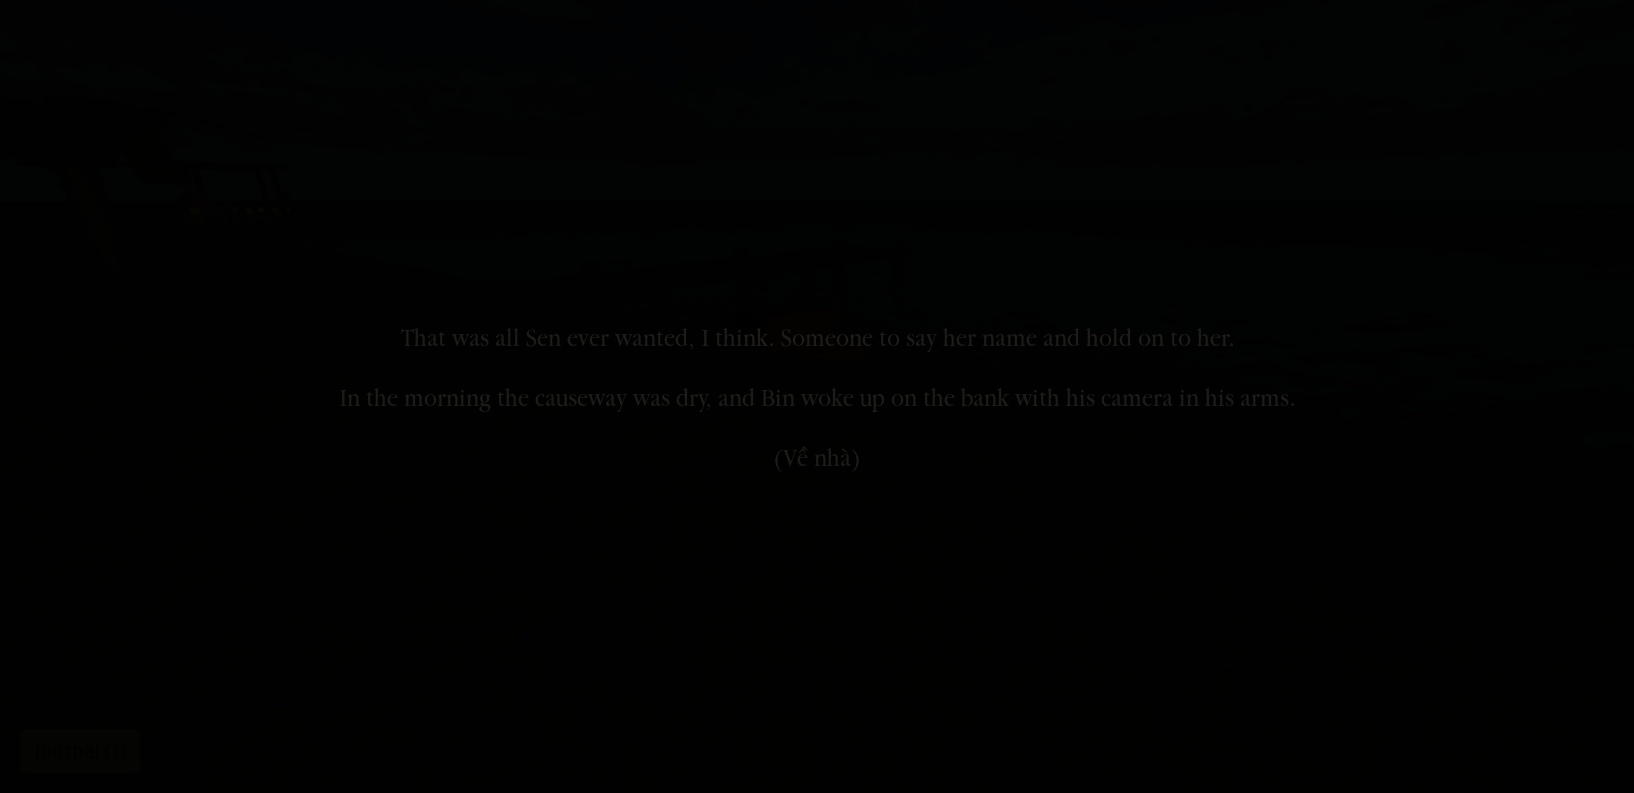 That was all Sen ever wanted, I think. Someone to say her name and hold on to her.
In the morning the causeway was dry, and Bin woke up on the bank with his camera in his arms.
(Về nhà)